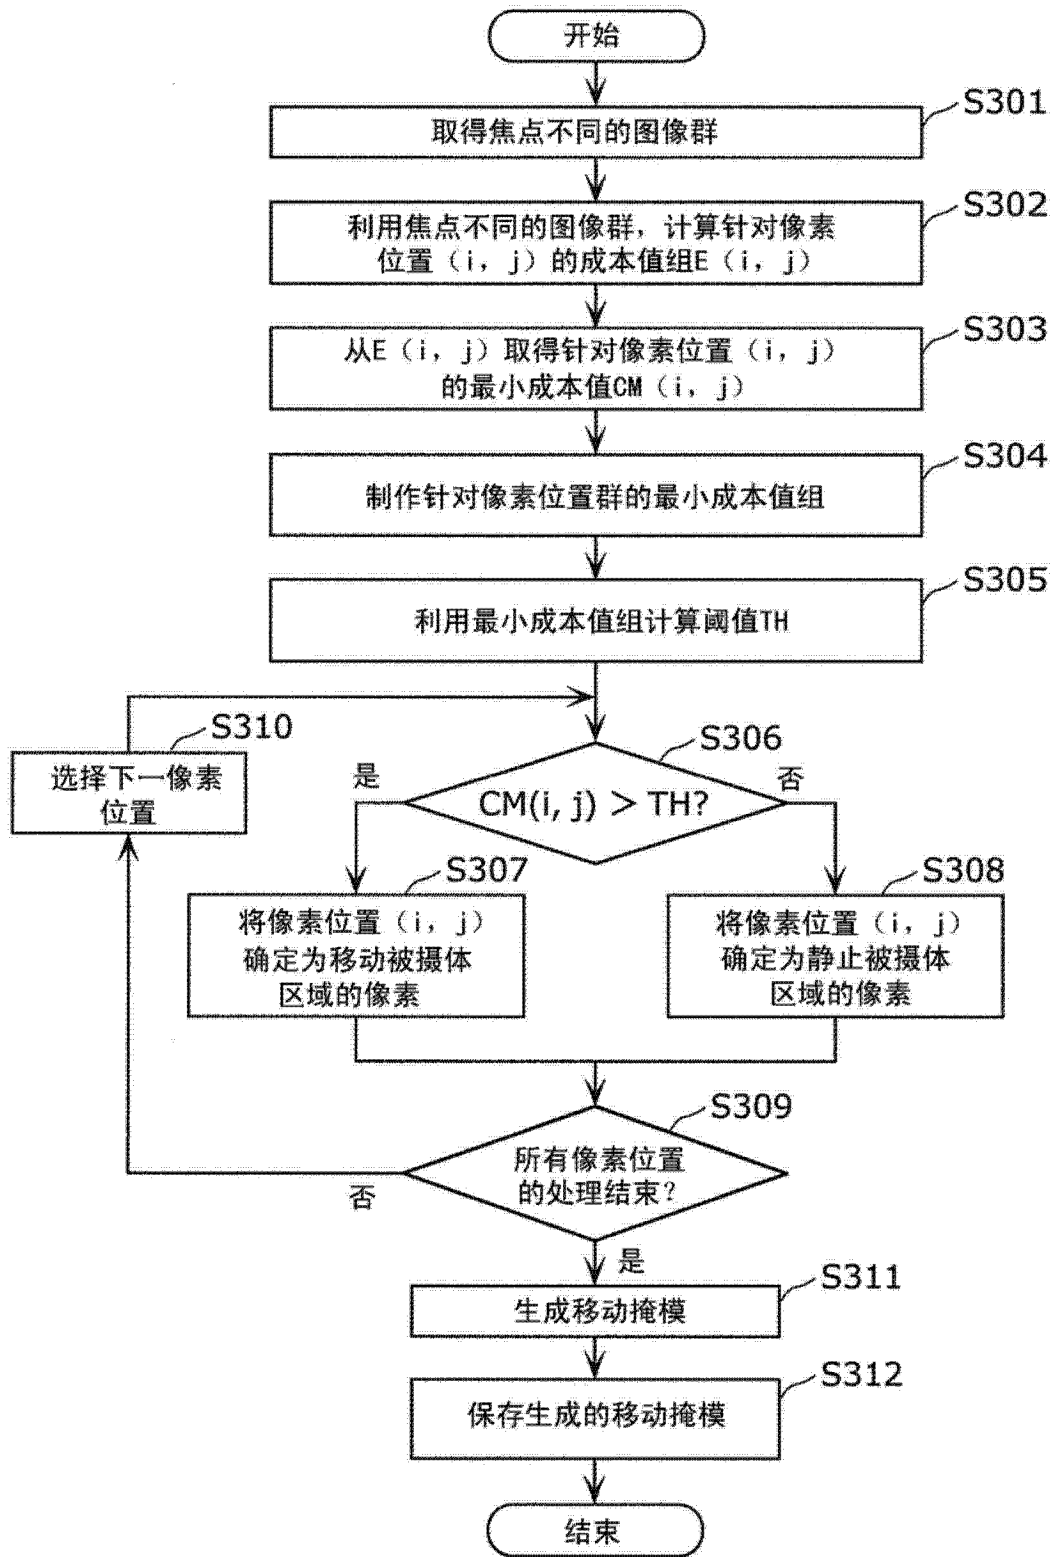 开始
S301
取得焦点不同的图像群
S302
利用焦点不同的图像群，计算针对像素
位置（i，j）的成本值组E（i，j）
S303
从E（i，j）取得针对像素位置（i，j）
的最小成本值CM（i，j）
S304
制作针对像素位置群的最小成本值组
S305
利用最小成本值组计算阈值TH
S310
选择下一像素
位置
S306
是
CM(i, j) > TH?
否
S307
将像素位置（i，j）
确定为移动被摄体
区域的像素
S308
将像素位置（i，j）
确定为静止被摄体
区域的像素
S309
所有像素位置
的处理结束？
否
是
S311
生成移动掩模
S312
保存生成的移动掩模
结束